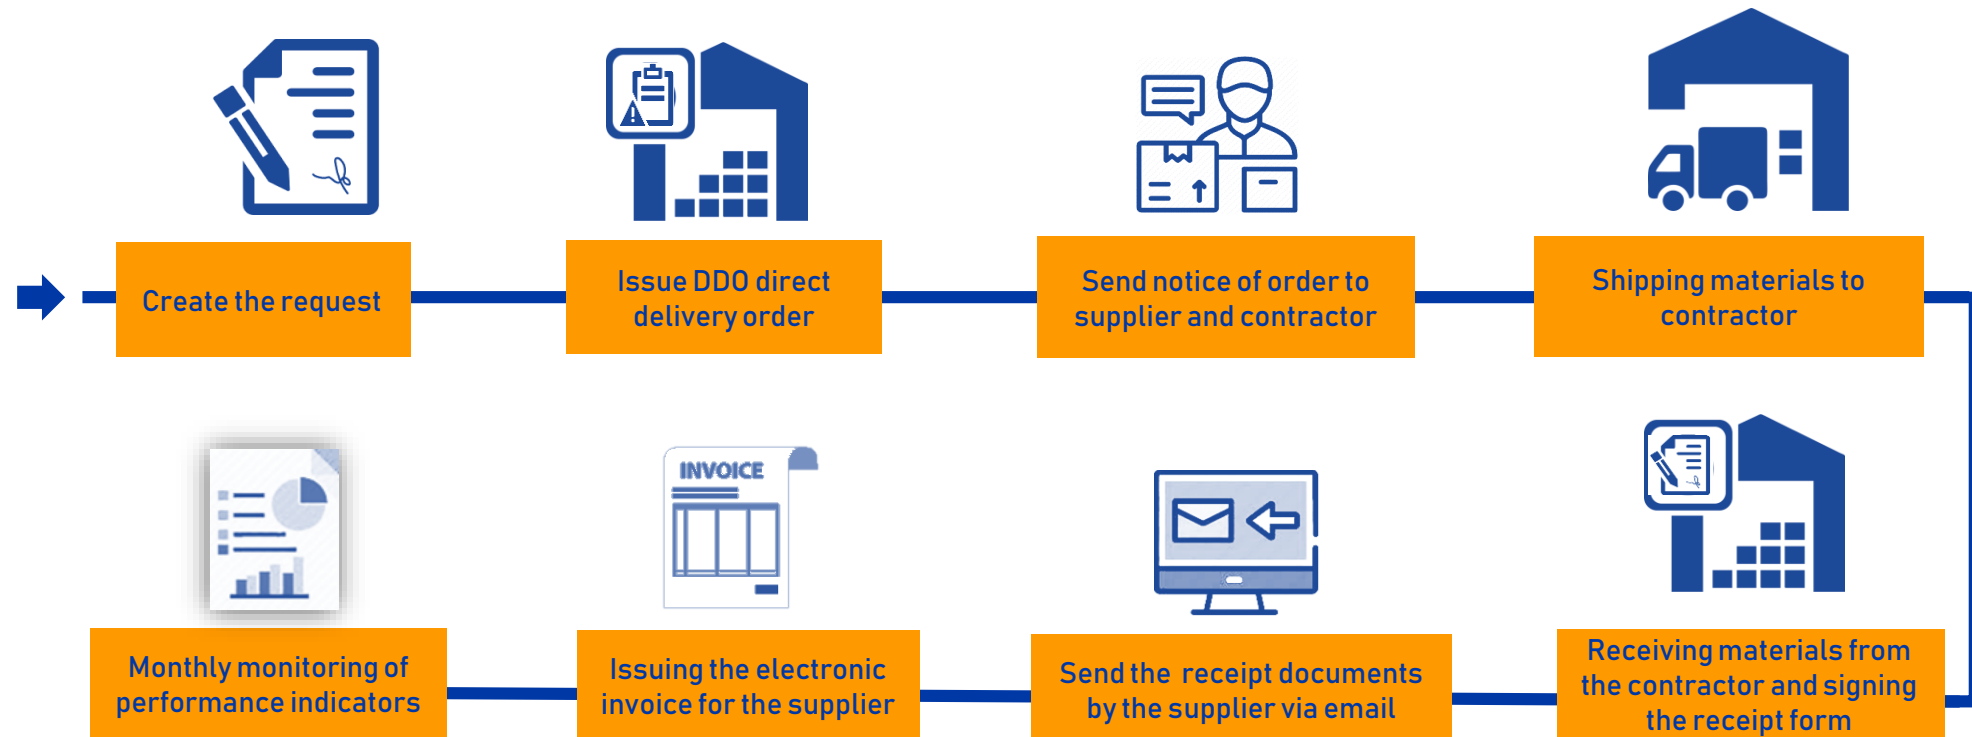 Create the request
Issue DDO direct
delivery order
Send notice of order to
supplier and contractor
Shipping materials to
contractor
INVOICE
Monthly monitoring of
performance indicators
Issuing the electronic
invoice for the supplier
Send the receipt documents
by the supplier via email
Receiving materials from
the contractor and signing
the receipt form